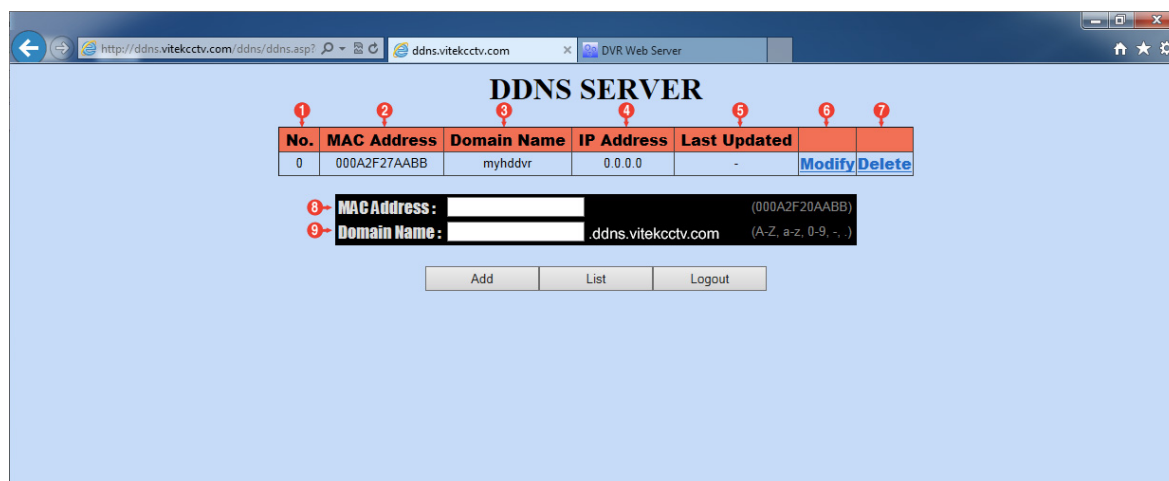 http://ddns.vitekcctv.com/ddns/ddns.asp?
ddns.vitekcctv.com
DVR Web Server
DDNS SERVER
1 2 3 4 5 6 7
No. MAC Address Domain Name IP Address Last Updated
0 000A2F27AABB myhddvr 0.0.0.0 - Modify Delete
8 MAC Address : (000A2F20AABB)
9 Domain Name : .ddns.vitekcctv.com (A-Z, a-z, 0-9, -, .)
Add List Logout